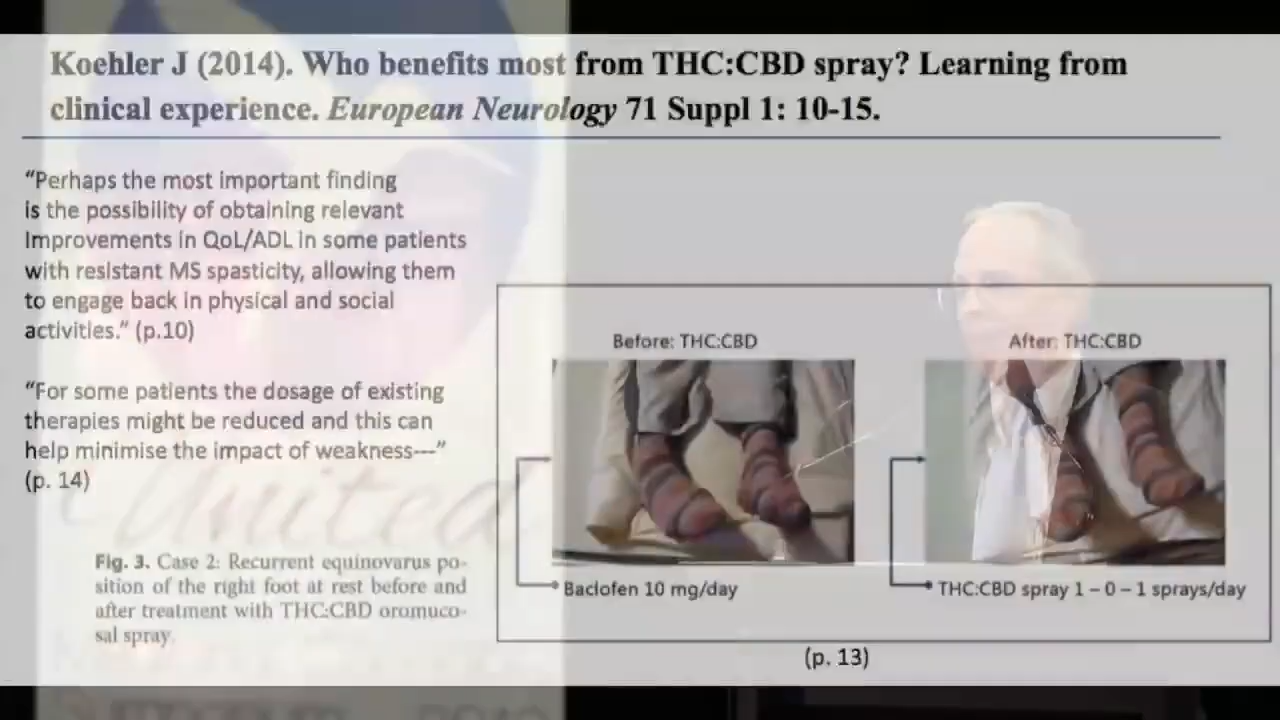 Koehler J (2014). Who benefits most from THC:CBD spray? Learning from
clinical experience. European Neurology 71 Suppl 1: 10-15.
“Perhaps the most important finding
is the possibility of obtaining relevant
Improvements in QoL/ADL in some patients
with resistant MS spasticity, allowing them
to engage back in physical and social
activities.” (p.10)
“For some patients the dosage of existing
therapies might be reduced and this can
help minimise the impact of weakness---”
(p. 14)
United
Fig. 3. Case 2: Recurrent equinovarus po-
sition of the right foot at rest before and
after treatment with THC:CBD oromuco-
sal spray.
Before: THC:CBD
After: THC:CBD
Baclofen 10 mg/day
THC:CBD spray 1 – 0 – 1 sprays/day
(p. 13)